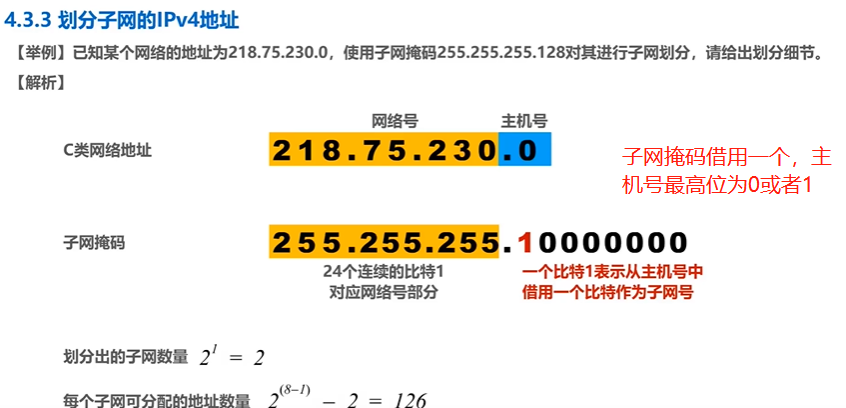 4.3.3 划分子网的IPv4地址
【举例】已知某个网络的地址为218.75.230.0，使用子网掩码255.255.255.128对其进行子网划分，请给出划分细节。
【解析】
网络号 主机号
C类网络地址 218.75.230.0
子网掩码借用一个，主
机号最高位为0或者1
子网掩码 255.255.255.10000000
24个连续的比特1
对应网络号部分
一个比特1表示从主机号中
借用一个比特作为子网号
划分出的子网数量 2^1 = 2
每个子网可分配的地址数量 2^(8-1) - 2 = 126